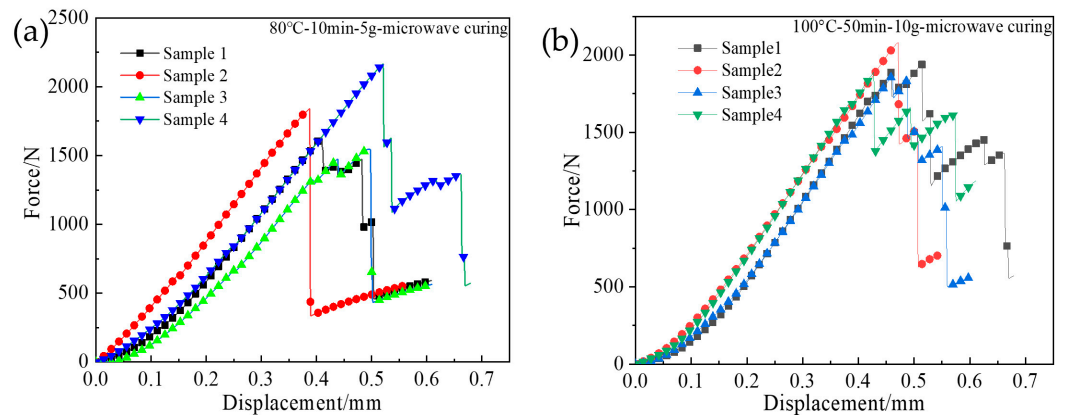 (a)
80°C-10min-5g-microwave curing
Sample 1
Sample 2
Sample 3
Sample 4
Force/N
2500
2000
1500
1000
500
0
0.0 0.1 0.2 0.3 0.4 0.5 0.6 0.7
Displacement/mm
(b)
100°C-50min-10g-microwave curing
Sample1
Sample2
Sample3
Sample4
Force/N
2000
1500
1000
500
0
0.0 0.1 0.2 0.3 0.4 0.5 0.6 0.7
Displacement/mm